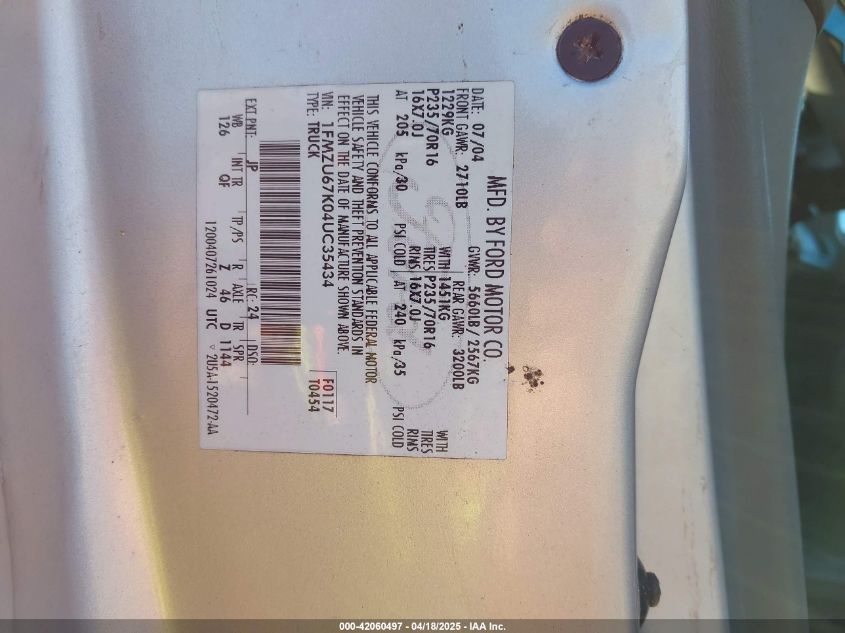 MFD. BY FORD MOTOR CO.
DATE: 07/04 GVWR: 5660LB/ 2567KG
FRONT GAWR: 2710LB REAR GAWR: 3200LB
1229KG WITH 1451KG WITH
P235/70R16 TIRES P235/70R16 TIRES
16X7.0J RIMS 16X7.0J RIMS
AT 205 kPa/30 PSI COLD AT 240 kPa/35 PSI COLD
THIS VEHICLE CONFORMS TO ALL APPLICABLE FEDERAL MOTOR
VEHICLE SAFETY AND THEFT PREVENTION STANDARDS IN
EFFECT ON THE DATE OF MANUFACTURE SHOWN ABOVE.
VIN: 1FMZU67K04UC35434
TYPE: TRUCK
F0117
T0454
EXT PNT: JP RC: 24 DSO:
WB INT TR TP/PS R AXLE TR SPR
126 QF Z 46 D 1144
1200407261024 UTC 2U5A-1520472-AA
000-42060497 - 04/18/2025 - IAA Inc.